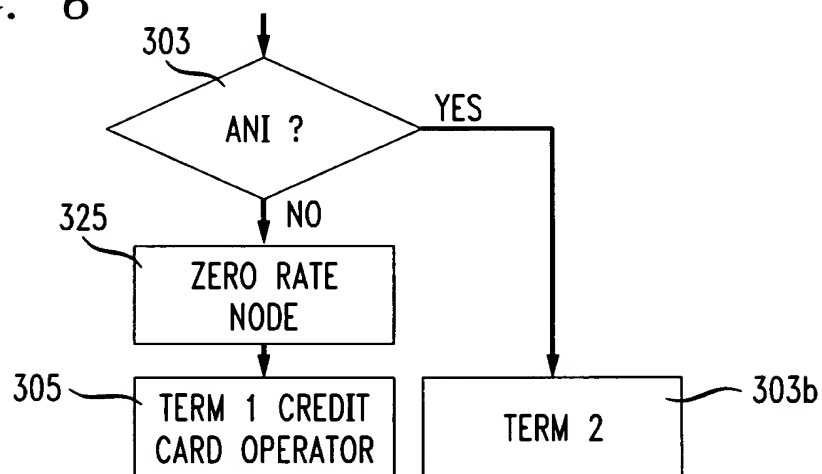 303
ANI ?
YES
NO
325
ZERO RATE
NODE
305
TERM 1 CREDIT
CARD OPERATOR
TERM 2
303b